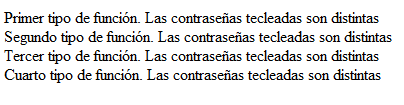 Primer tipo de función. Las contraseñas tecleadas son distintas
Segundo tipo de función. Las contraseñas tecleadas son distintas
Tercer tipo de función. Las contraseñas tecleadas son distintas
Cuarto tipo de función. Las contraseñas tecleadas son distintas